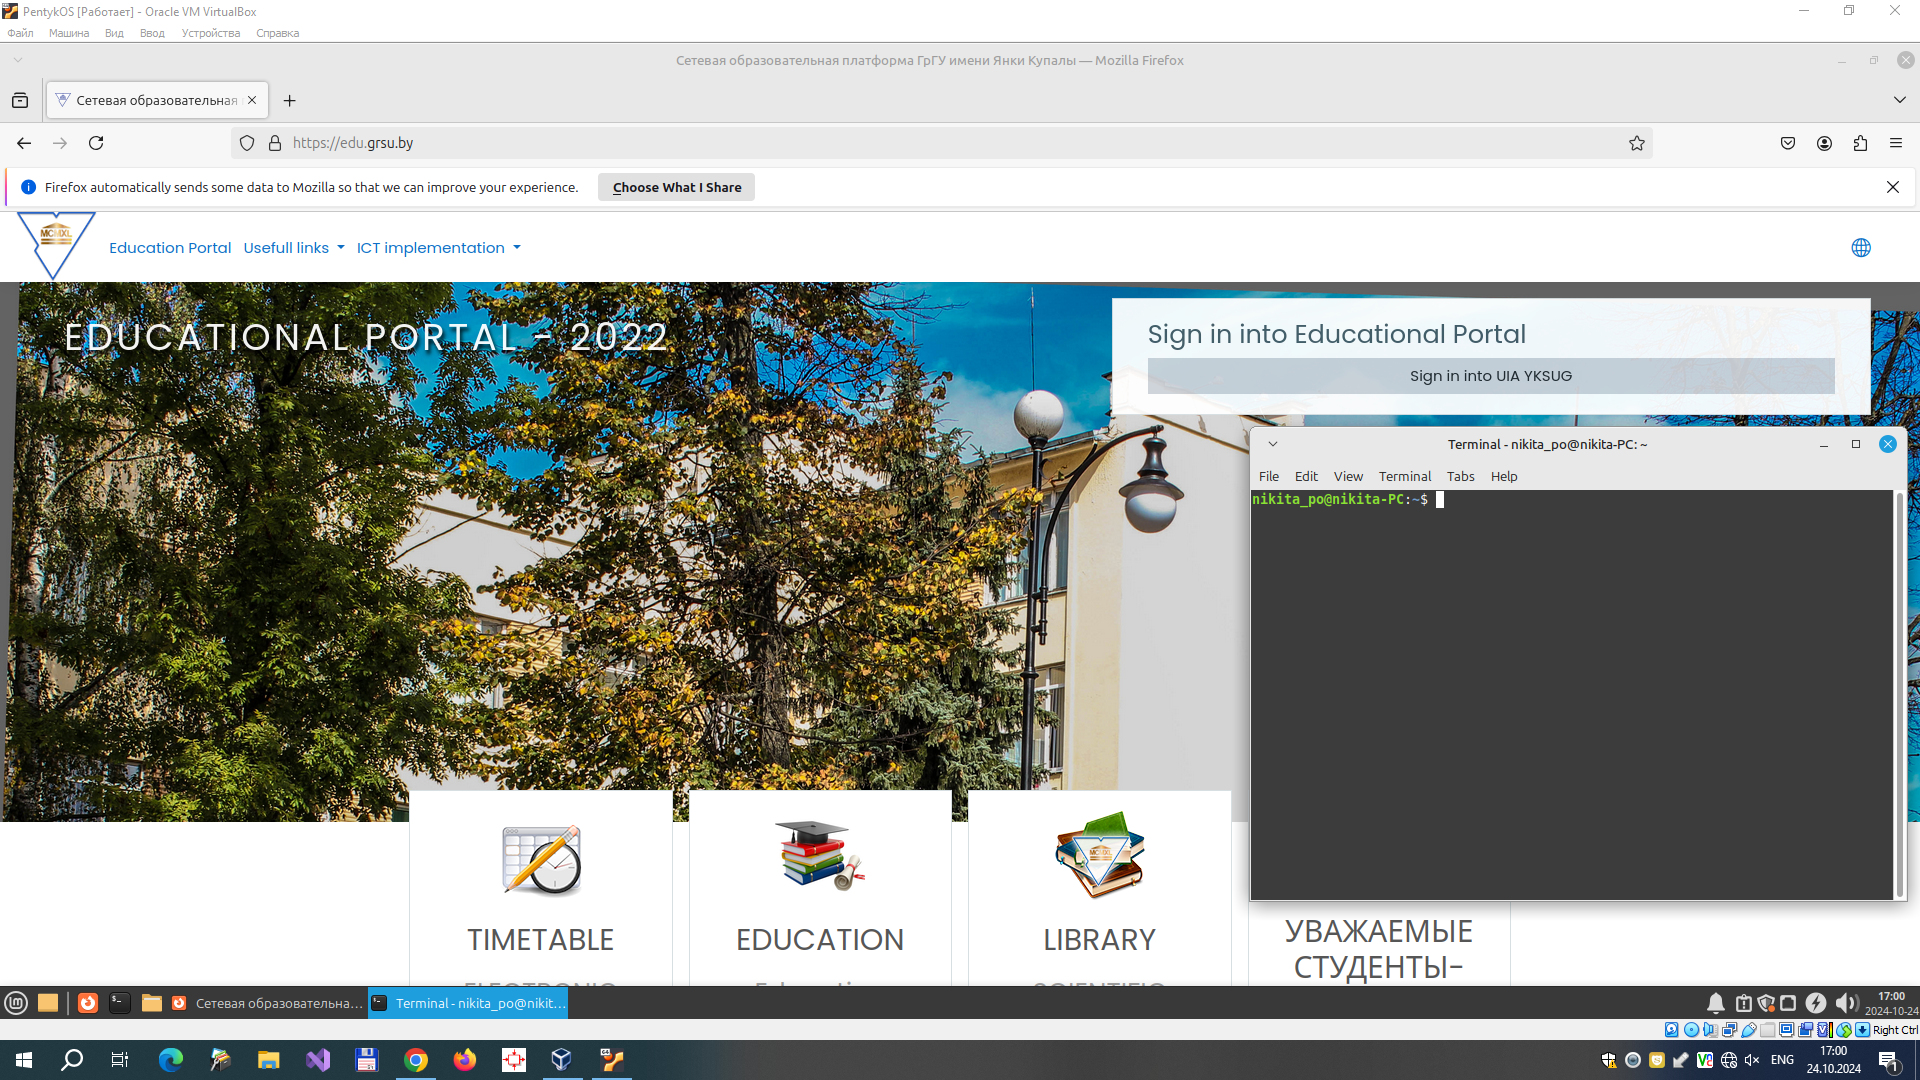 PentykOS [Работает] - Oracle VM VirtualBox
Файл Машина Вид Ввод Устройства Справка
Сетевая образовательная платформа ГрГУ имени Янки Купалы — Mozilla Firefox
Сетевая образовательная
https://edu.grsu.by
Firefox automatically sends some data to Mozilla so that we can improve your experience. Choose What I Share
MCMXL
Education Portal Usefull links ICT implementation
EDUCATIONAL PORTAL - 2022
Sign in into Educational Portal
Sign in into UIA YKSUG
Terminal - nikita_po@nikita-PC: ~
File Edit View Terminal Tabs Help
nikita_po@nikita-PC:~$
MCMXL
TIMETABLE
EDUCATION
LIBRARY
УВАЖАЕМЫЕ
СТУДЕНТЫ-
ELECTRONIC
SCIENTIFIC
Сетевая образовательна...
Terminal - nikita_po@nikit...
17:00
2024-10-24
Right Ctrl
ENG
17:00
24.10.2024
1